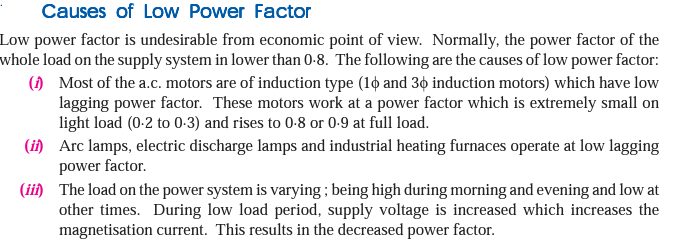 Causes of Low Power Factor
Low power factor is undesirable from economic point of view. Normally, the power factor of the
whole load on the supply system in lower than 0·8. The following are the causes of low power factor:
(i) Most of the a.c. motors are of induction type (1ϕ and 3ϕ induction motors) which have low
lagging power factor. These motors work at a power factor which is extremely small on
light load (0·2 to 0·3) and rises to 0·8 or 0·9 at full load.
(ii) Arc lamps, electric discharge lamps and industrial heating furnaces operate at low lagging
power factor.
(iii) The load on the power system is varying ; being high during morning and evening and low at
other times. During low load period, supply voltage is increased which increases the
magnetisation current. This results in the decreased power factor.